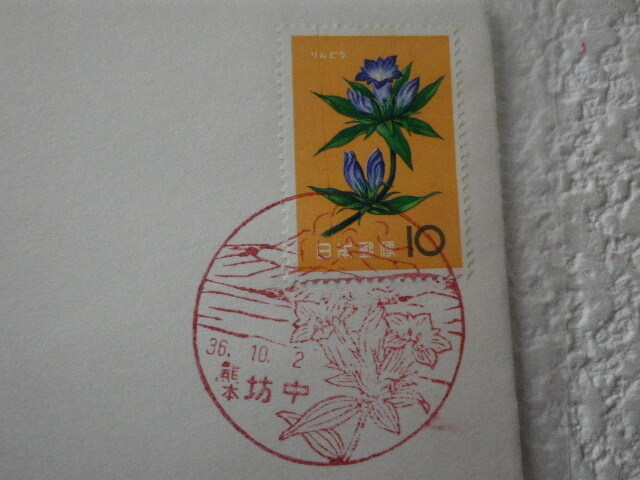 りんどう
日本郵便 10
36. 10. 2
熊本 坊中